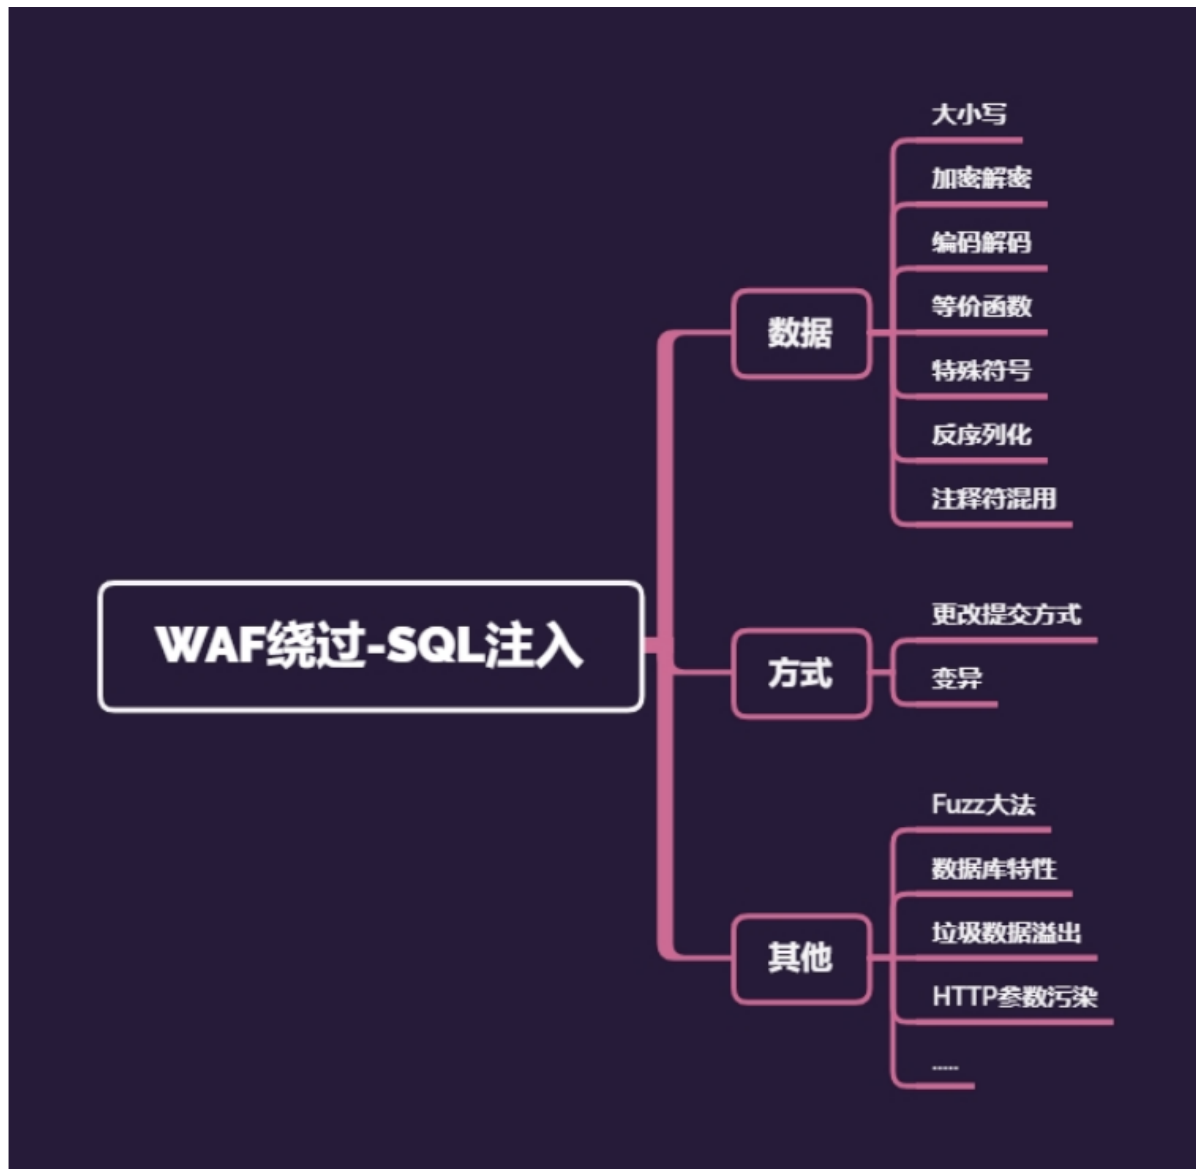 WAF绕过-SQL注入
数据
大小写
加密解密
编码解码
等价函数
特殊符号
反序列化
注释符混用
方式
更改提交方式
变异
其他
Fuzz大法
数据库特性
垃圾数据溢出
HTTP参数污染
.....